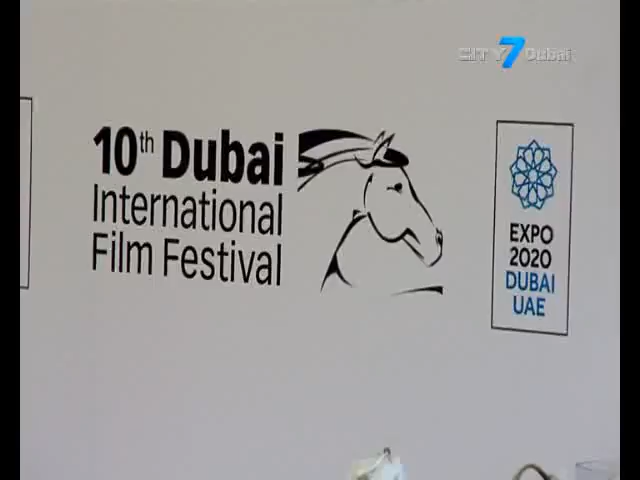 CITY 7 Dubai
10th Dubai
International
Film Festival
EXPO
2020
DUBAI
UAE